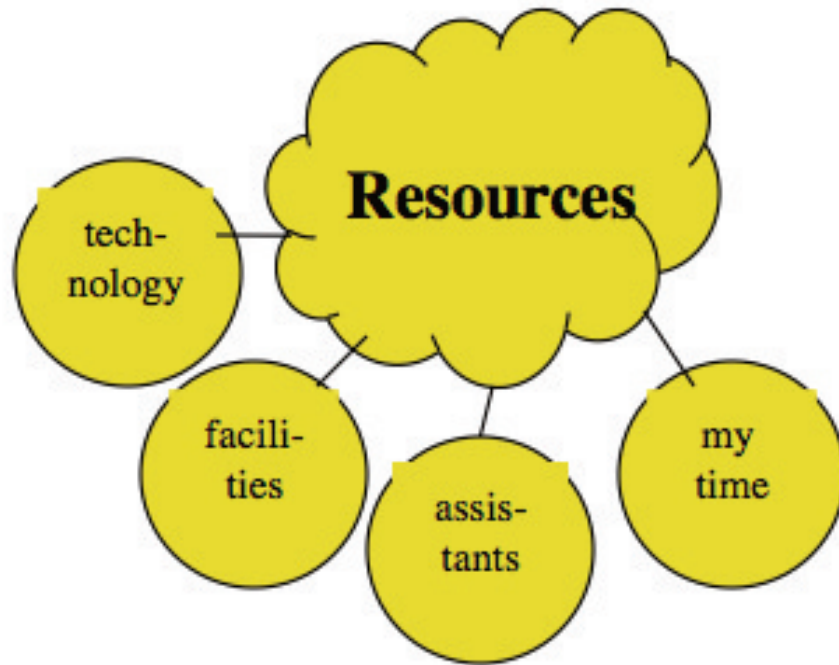 Resources
tech-
nology
facili-
ties
assis-
tants
my
time